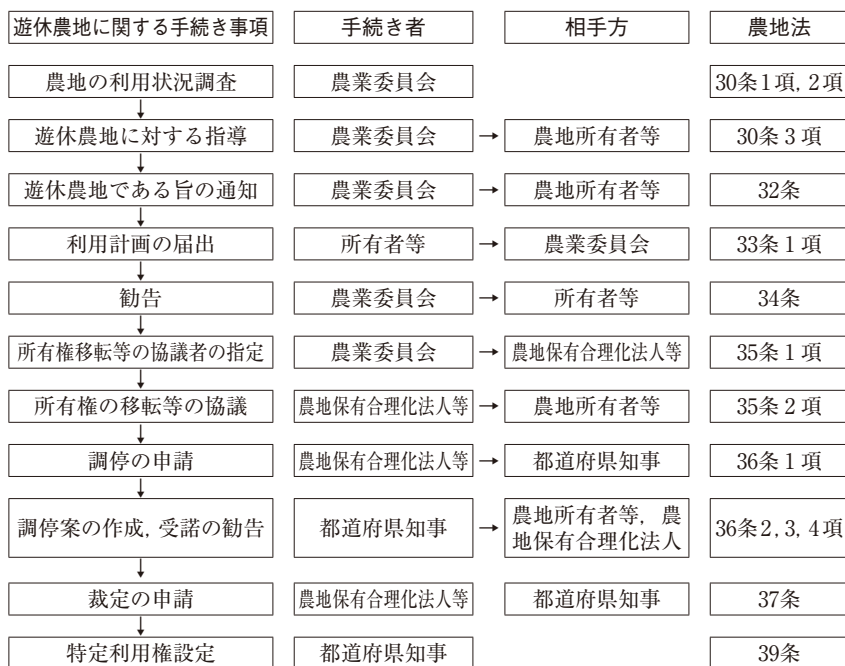 遊休農地に関する手続き事項 手続き者 相手方 農地法
農地の利用状況調査 農業委員会 30条1項, 2項
遊休農地に対する指導 農業委員会 → 農地所有者等 30条3項
遊休農地である旨の通知 農業委員会 → 農地所有者等 32条
利用計画の届出 所有者等 → 農業委員会 33条1項
勧告 農業委員会 → 所有者等 34条
所有権移転等の協議者の指定 農業委員会 → 農地保有合理化法人等 35条1項
所有権の移転等の協議 農地保有合理化法人等 → 農地所有者等 35条2項
調停の申請 農地保有合理化法人等 → 都道府県知事 36条1項
調停案の作成, 受諾の勧告 都道府県知事 → 農地所有者等, 農
地保有合理化法人 36条2, 3, 4項
裁定の申請 農地保有合理化法人等 都道府県知事 37条
特定利用権設定 都道府県知事 39条